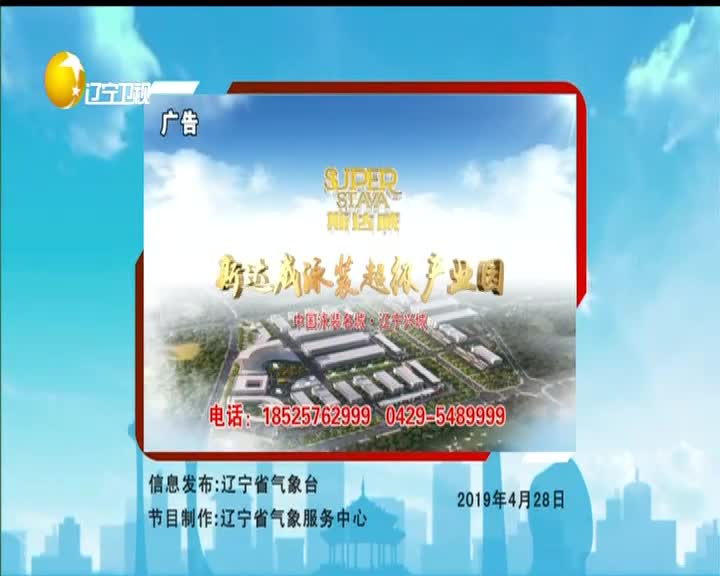 辽宁卫视
广告
SUPER
STAYA
斯达威
斯达威泳装超级产业园
中国泳装名城·辽宁兴城
电话：18525762999 0429-5489999
信息发布:辽宁省气象台
2019年4月28日
节目制作:辽宁省气象服务中心